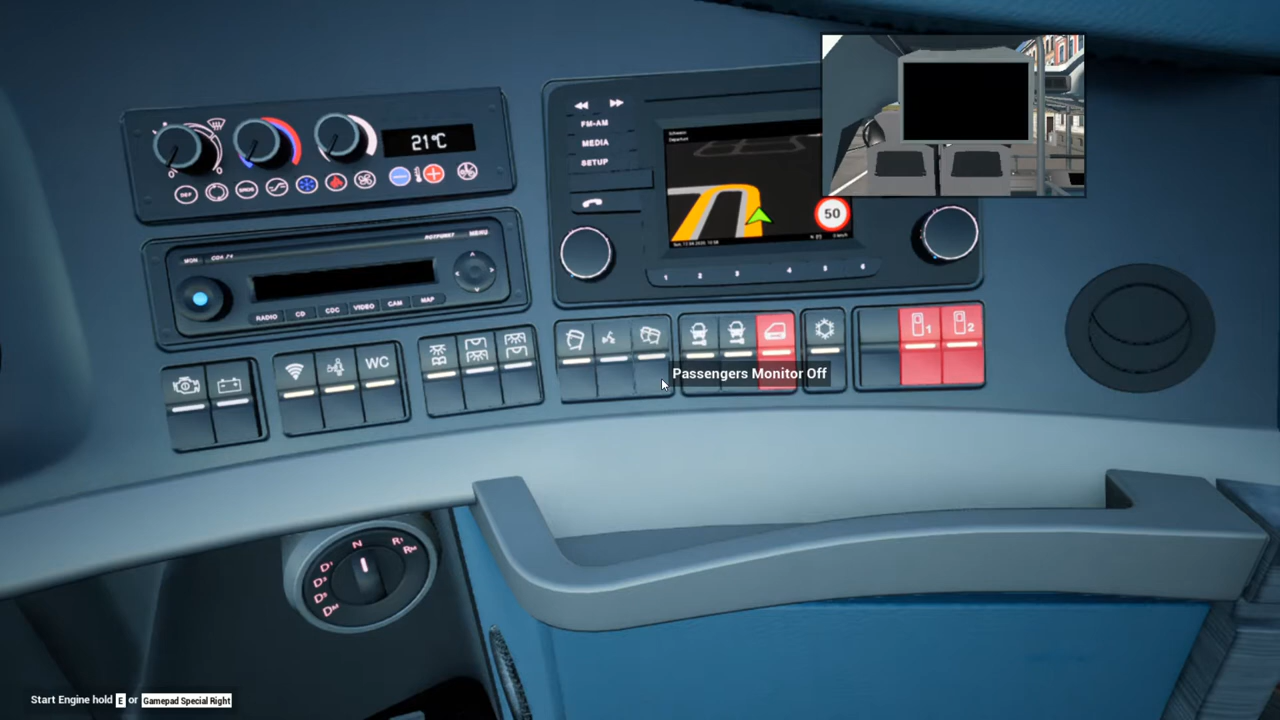 21°C
DEF
FM-AM
MEDIA
SETUP
50
1 2 3 4 5 6
MENU
RADIO CD CDC VIDEO CAM MAP
WC
1 2
Passengers Monitor Off
N
R
D
D
D
Start Engine hold E or Gamepad Special Right